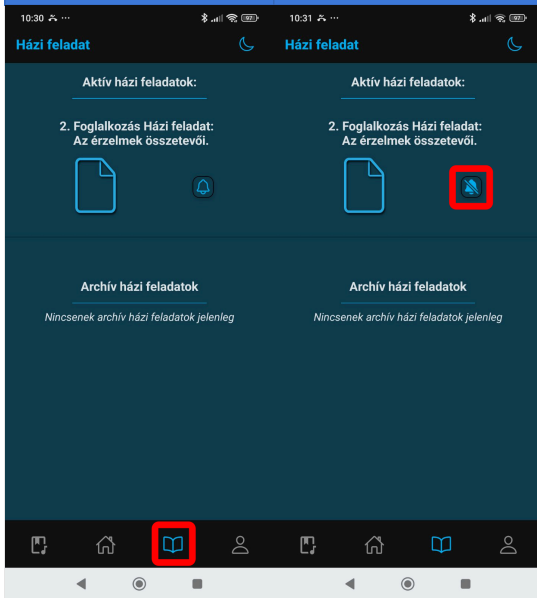 10:30
97
Házi feladat
Aktív házi feladatok:
2. Foglalkozás Házi feladat:
Az érzelmek összetevői.
Archív házi feladatok
Nincsenek archív házi feladatok jelenleg
10:31
97
Házi feladat
Aktív házi feladatok:
2. Foglalkozás Házi feladat:
Az érzelmek összetevői.
Archív házi feladatok
Nincsenek archív házi feladatok jelenleg